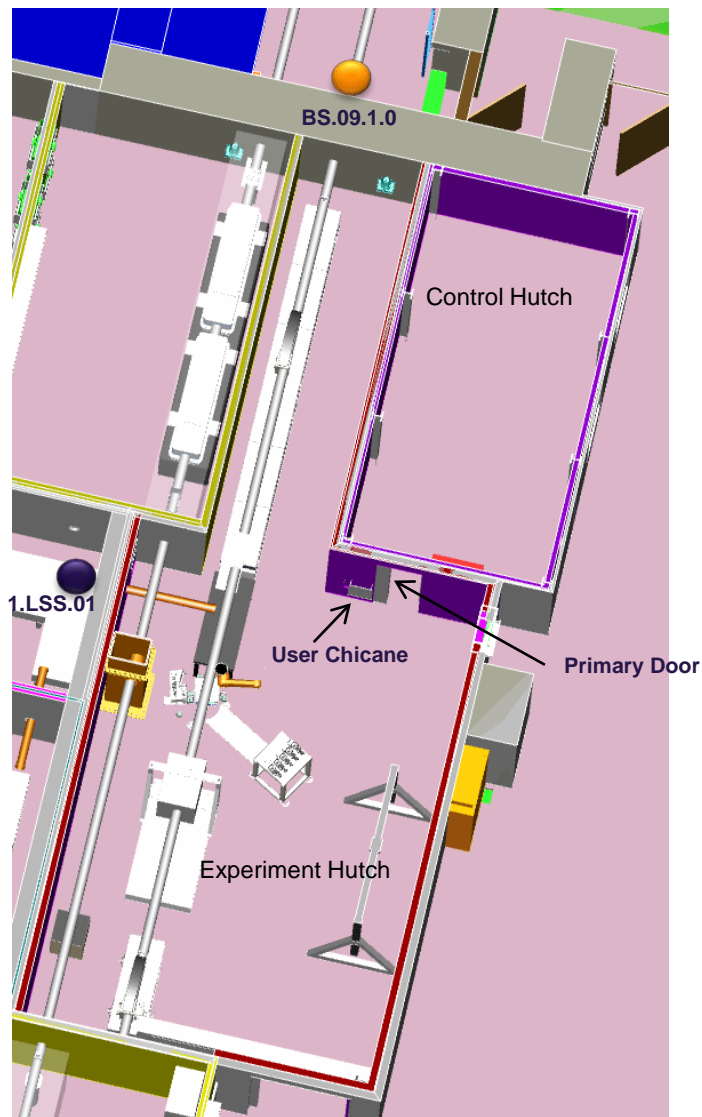 BS.09.1.0
Control Hutch
1.LSS.01
User Chicane
Primary Door
Experiment Hutch